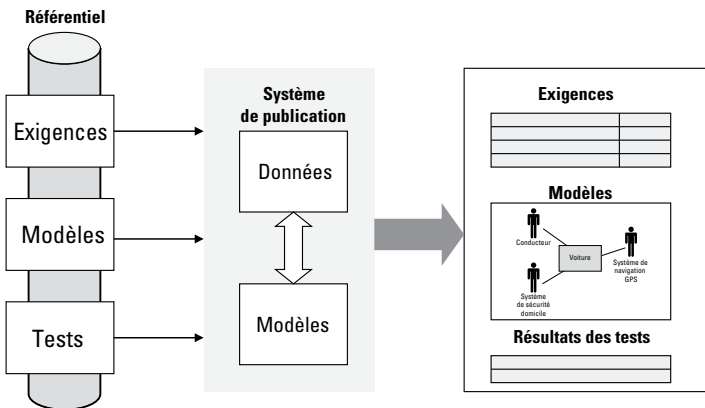 Référentiel
Exigences
Modèles
Tests
Système
de publication
Données
Modèles
Exigences
Modèles
Conducteur
Voiture
Système de
navigation
GPS
Système
de sécurité
domicile
Résultats des tests